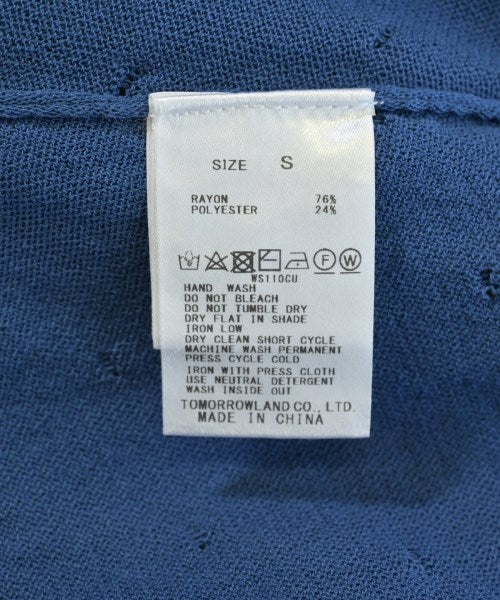 SIZE S
RAYON 76%
POLYESTER 24%
F W
WS110CU
HAND WASH
DO NOT BLEACH
DO NOT TUMBLE DRY
DRY FLAT IN SHADE
IRON LOW
DRY CLEAN SHORT CYCLE
MACHINE WASH PERMANENT
PRESS CYCLE COLD
IRON WITH PRESS CLOTH
USE NEUTRAL DETERGENT
WASH INSIDE OUT
TOMORROWLAND CO., LTD.
MADE IN CHINA